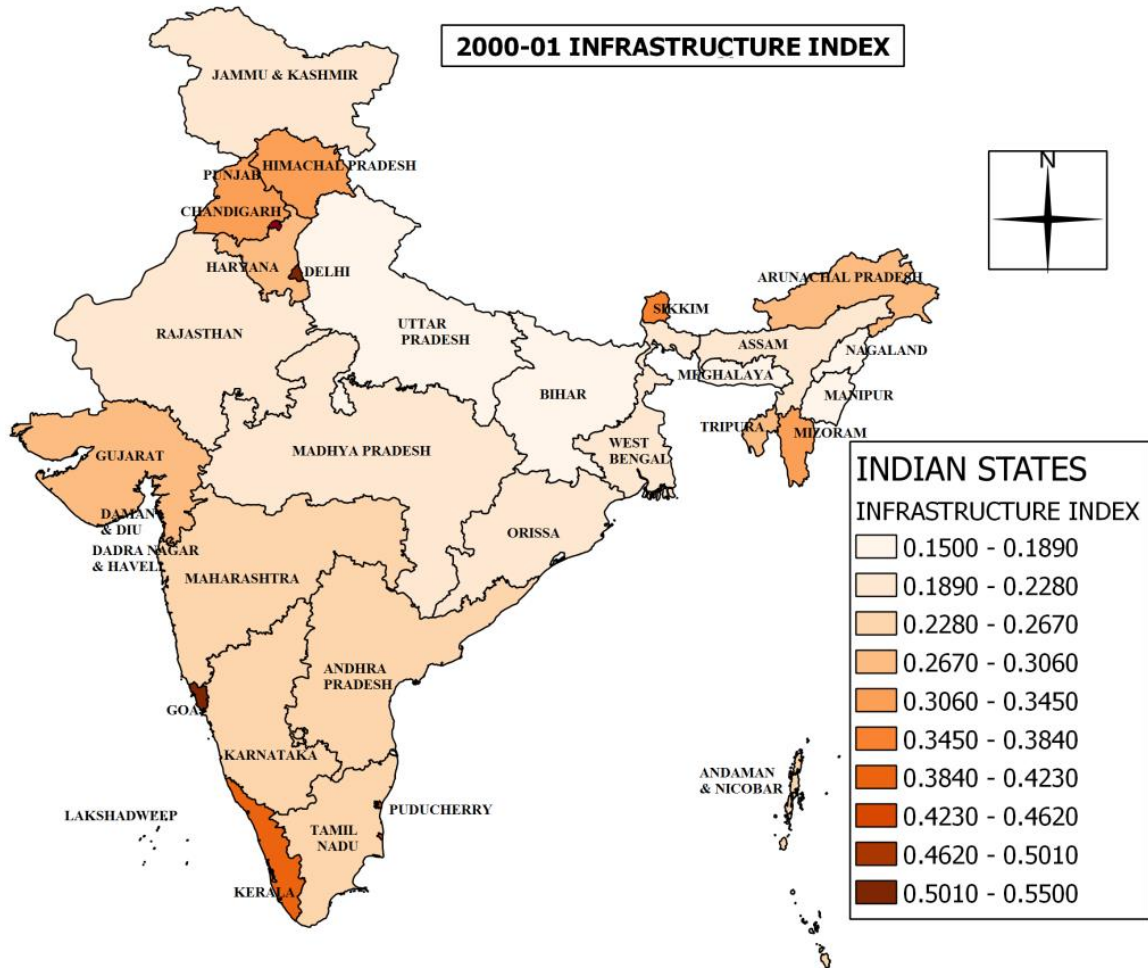 2000-01 INFRASTRUCTURE INDEX
JAMMU & KASHMIR
N
HIMACHAL PRADESH
PUNJAB
CHANDIGARH
HARYANA
DELHI
ARUNACHAL PRADESH
SIKKIM
RAJASTHAN
UTTAR
PRADESH
ASSAM
NAGALAND
MEGHALAYA
BIHAR
MANIPUR
TRIPURA
MIZORAM
GUJARAT
MADHYA PRADESH
WEST
BENGAL
DAMAN
& DIU
DADRA NAGAR
& HAVELI
ORISSA
MAHARASHTRA
ANDHRA
PRADESH
GOA
KARNATAKA
ANDAMAN
& NICOBAR
LAKSHADWEEP
PUDUCHERRY
TAMIL
NADU
KERALA
INDIAN STATES
INFRASTRUCTURE INDEX
0.1500 - 0.1890
0.1890 - 0.2280
0.2280 - 0.2670
0.2670 - 0.3060
0.3060 - 0.3450
0.3450 - 0.3840
0.3840 - 0.4230
0.4230 - 0.4620
0.4620 - 0.5010
0.5010 - 0.5500